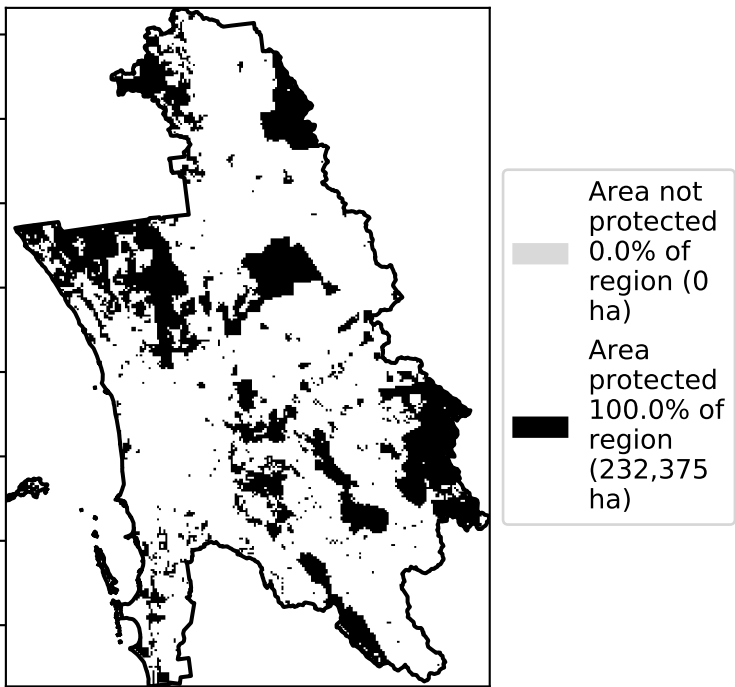 Area not
protected
0.0% of
region (0
ha)
Area
protected
100.0% of
region
(232,375
ha)